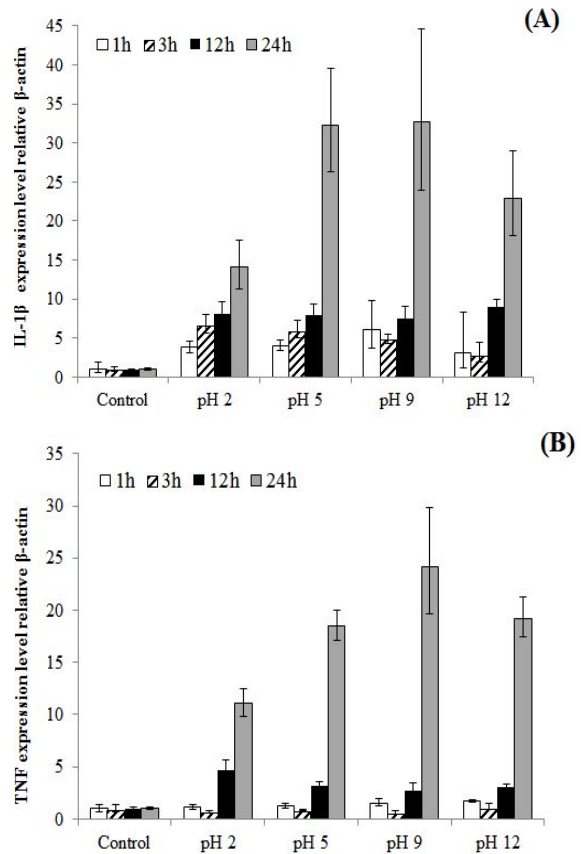 (A)
45
40
35
30
25
20
15
10
5
0
IL-1β expression level relative β-actin
1h 3h 12h 24h
Control pH 2 pH 5 pH 9 pH 12
(B)
35
30
25
20
15
10
5
0
TNF expression level relative β-actin
1h 3h 12h 24h
Control pH 2 pH 5 pH 9 pH 12